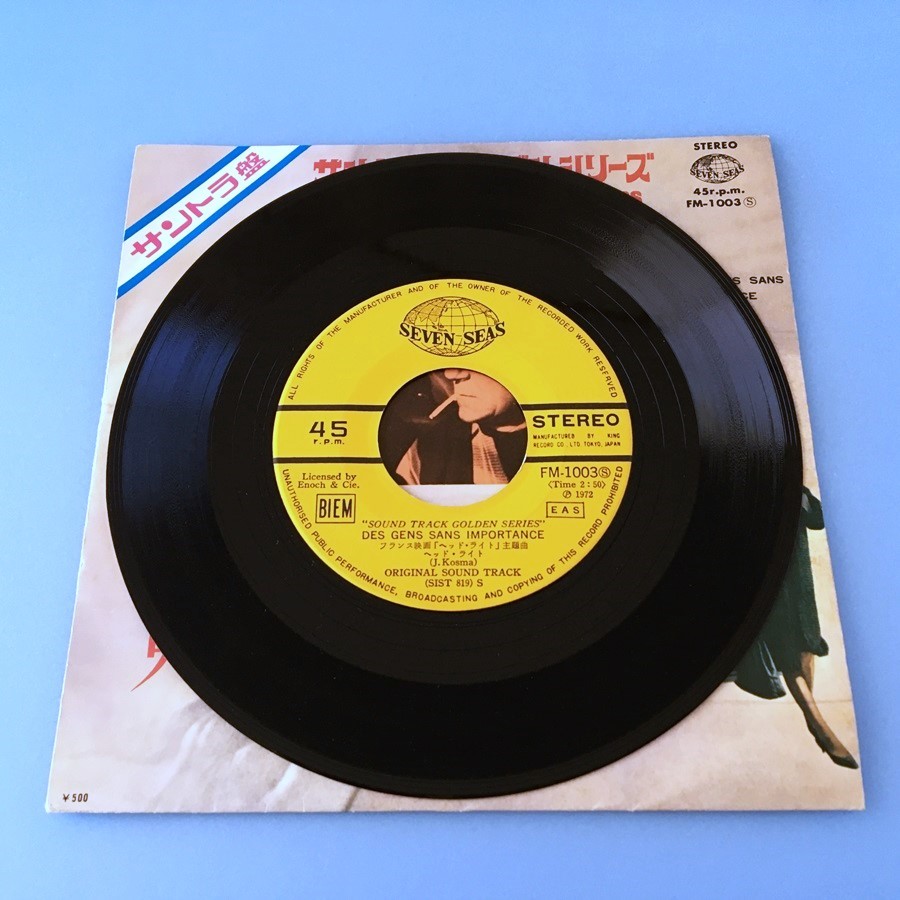 サントラ盤
シリーズ
STEREO
SEVEN SEAS
45r.p.m.
FM-1003Ⓢ
SANS
ALL RIGHTS OF THE MANUFACTURER AND OF THE OWNER OF THE RECORDED WORK RESERVED
SEVEN SEAS
45
r.p.m.
STEREO
MANUFACTURED BY KING
RECORD CO., LTD. TOKYO, JAPAN
Licensed by
Enoch & Cie.
BIEM
FM-1003Ⓢ
〈Time 2:50〉
Ⓟ 1972
EAS
"SOUND TRACK GOLDEN SERIES"
DES GENS SANS IMPORTANCE
フランス映画「ヘッド・ライト」主題曲
ヘッド・ライト
(J. Kosma)
ORIGINAL SOUND TRACK
(SIST 819) S
UNAUTHORISED PUBLIC PERFORMANCE, BROADCASTING AND COPYING OF THIS RECORD PROHIBITED
¥500